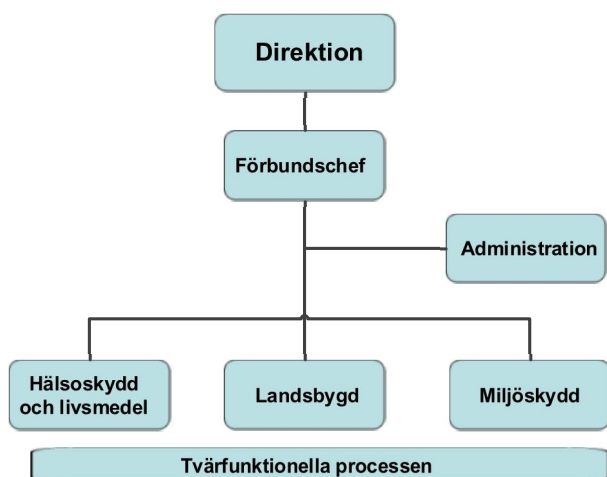 Direktion
Förbundschef
Administration
Hälsoskydd
och livsmedel
Landsbygd
Miljöskydd
Tvärfunktionella processen